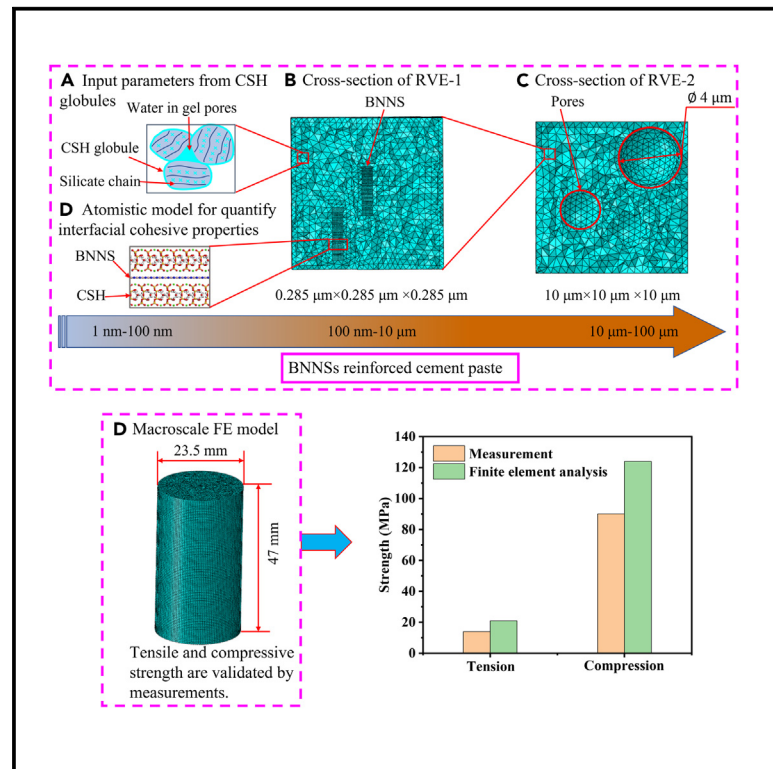 A Input parameters from CSH
globules
Water in gel pores
CSH globule
Silicate chain
B Cross-section of RVE-1
BNNS
C Cross-section of RVE-2
Pores
Ø 4 μm
D Atomistic model for quantify
interfacial cohesive properties
BNNS
CSH
0.285 μm×0.285 μm ×0.285 μm
10 μm×10 μm ×10 μm
1 nm-100 nm
100 nm-10 μm
10 μm-100 μm
BNNSs reinforced cement paste
D Macroscale FE model
23.5 mm
47 mm
Tensile and compressive
strength are validated by
measurements.
Measurement
Finite element analysis
Strength (MPa)
140
120
100
80
60
40
20
0
Tension
Compression